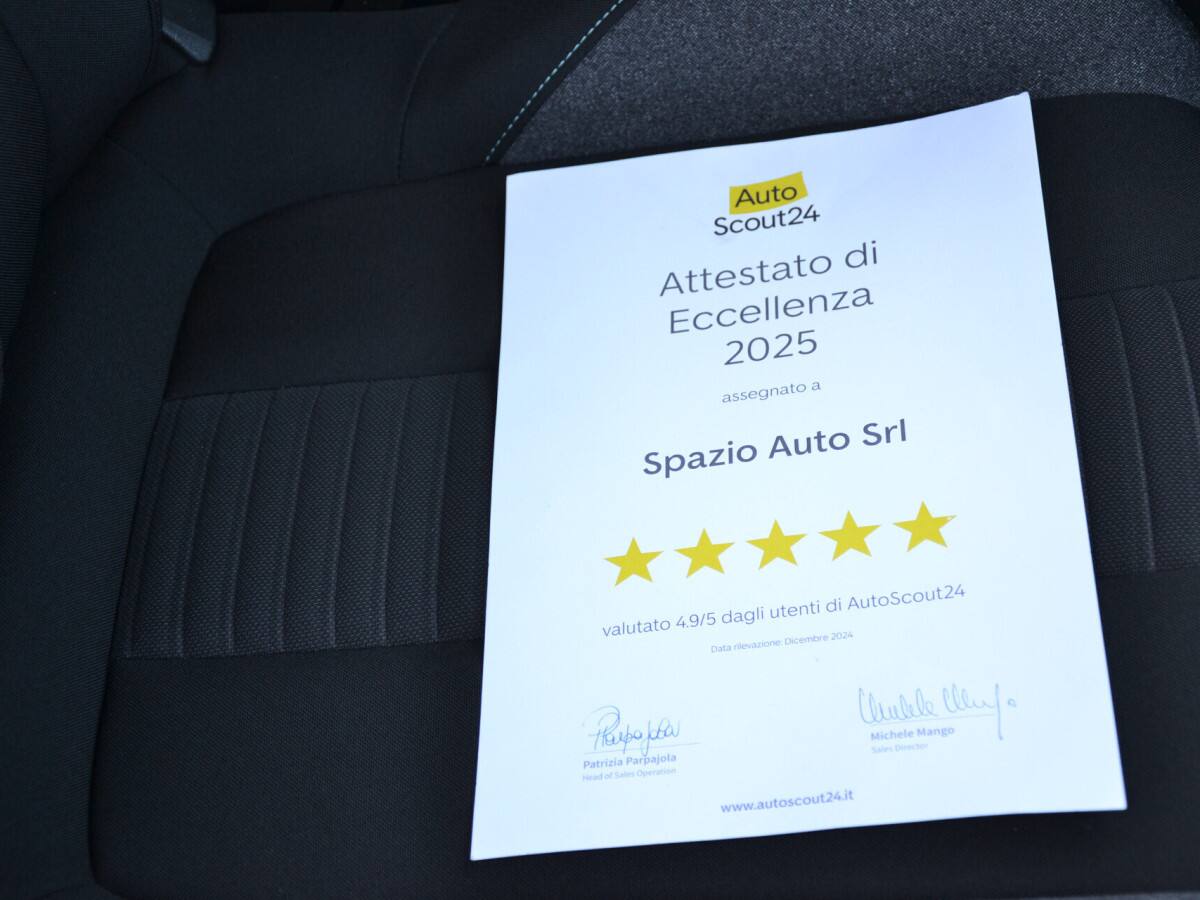 Auto
Scout24
Attestato di
Eccellenza
2025
assegnato a
Spazio Auto Srl
valutato 4.9/5 dagli utenti di AutoScout24
Data rilevazione: Dicembre 2024
Patrizia Parpajola
Head of Sales Operation
Michele Mango
Sales Director
www.autoscout24.it